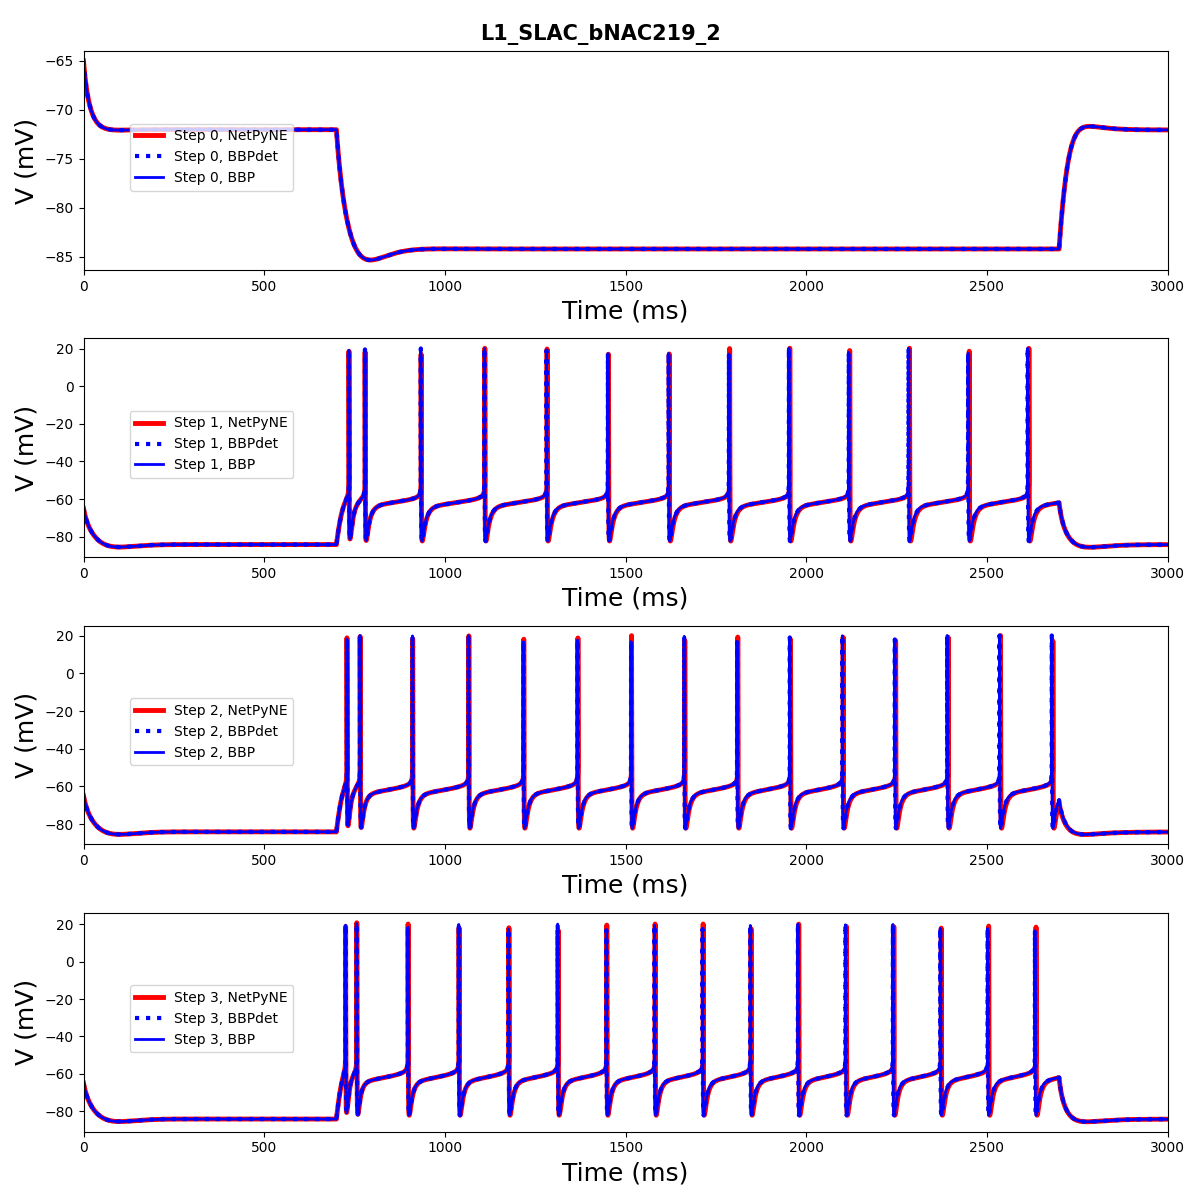 L1_SLAC_bNAC219_2
−65
−70
−75
−80
−85
V (mV)
Step 0, NetPyNE
Step 0, BBPdet
Step 0, BBP
0 500 1000 1500 2000 2500 3000
Time (ms)
20
0
−20
−40
−60
−80
V (mV)
Step 1, NetPyNE
Step 1, BBPdet
Step 1, BBP
0 500 1000 1500 2000 2500 3000
Time (ms)
20
0
−20
−40
−60
−80
V (mV)
Step 2, NetPyNE
Step 2, BBPdet
Step 2, BBP
0 500 1000 1500 2000 2500 3000
Time (ms)
20
0
−20
−40
−60
−80
V (mV)
Step 3, NetPyNE
Step 3, BBPdet
Step 3, BBP
0 500 1000 1500 2000 2500 3000
Time (ms)